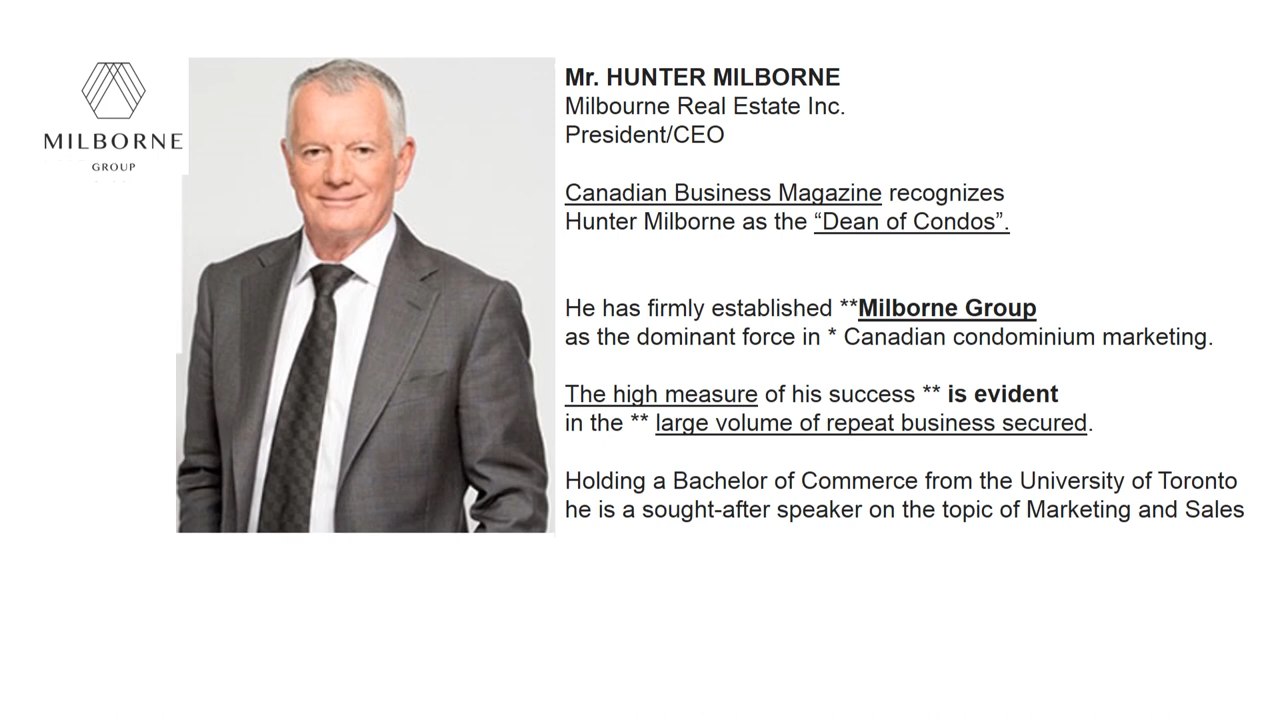 MILBORNE
GROUP
Mr. HUNTER MILBORNE
Milbourne Real Estate Inc.
President/CEO
Canadian Business Magazine recognizes
Hunter Milborne as the “Dean of Condos”.
He has firmly established **Milborne Group
as the dominant force in * Canadian condominium marketing.
The high measure of his success ** is evident
in the ** large volume of repeat business secured.
Holding a Bachelor of Commerce from the University of Toronto
he is a sought-after speaker on the topic of Marketing and Sales